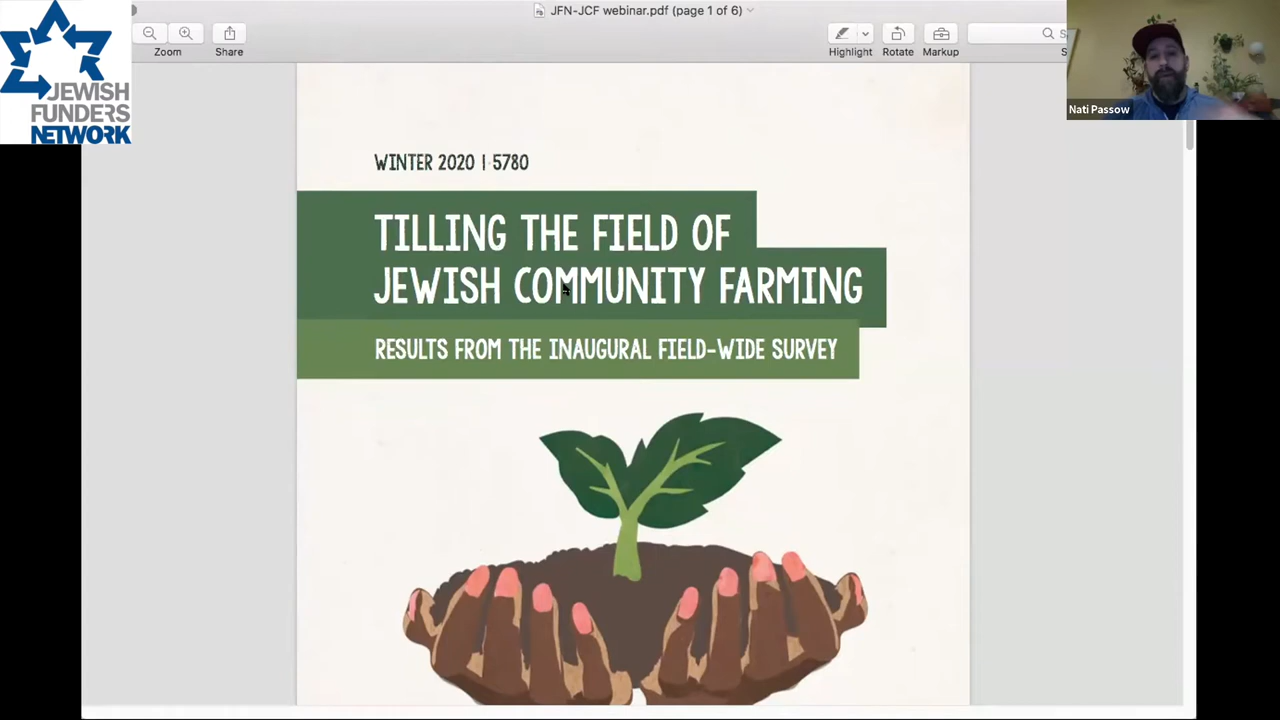 JEWISH
FUNDERS
NETWORK
JFN-JCF webinar.pdf (page 1 of 6)
Zoom
Share
Highlight
Rotate
Markup
Nati Passow
WINTER 2020 | 5780
TILLING THE FIELD OF
JEWISH COMMUNITY FARMING
RESULTS FROM THE INAUGURAL FIELD-WIDE SURVEY